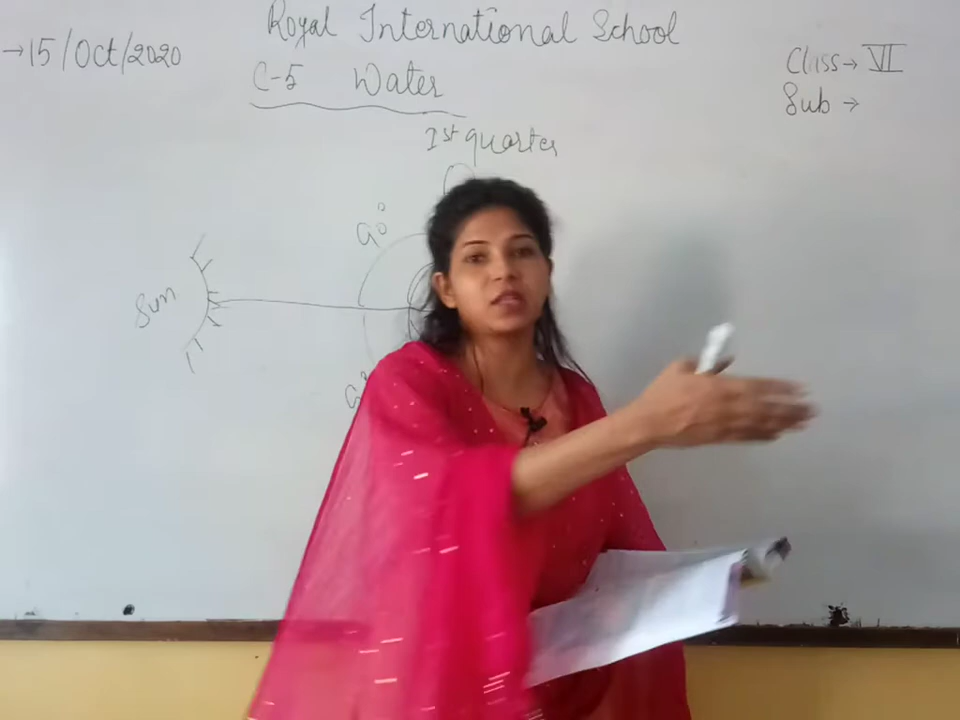 Royal International School
→15/Oct/2020
C-5 Water
Class→ VI
Sub →
1st quarter
90°
Sun